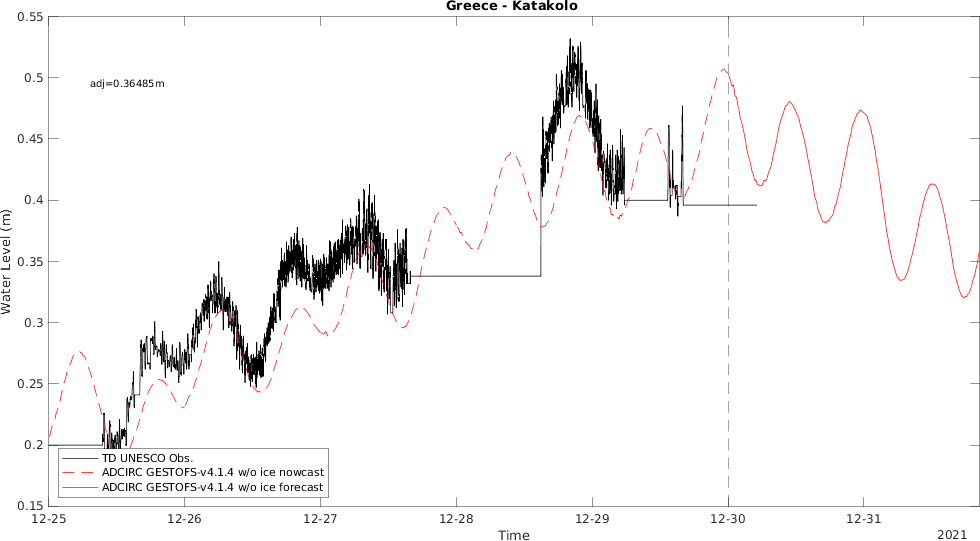 Greece - Katakolo
0.55
0.5
0.45
0.4
0.35
0.3
0.25
0.2
0.15
Water Level (m)
adj=0.36485m
TD UNESCO Obs.
ADCIRC GESTOFS-v4.1.4 w/o ice nowcast
ADCIRC GESTOFS-v4.1.4 w/o ice forecast
12-25 12-26 12-27 12-28 12-29 12-30 12-31
Time
2021